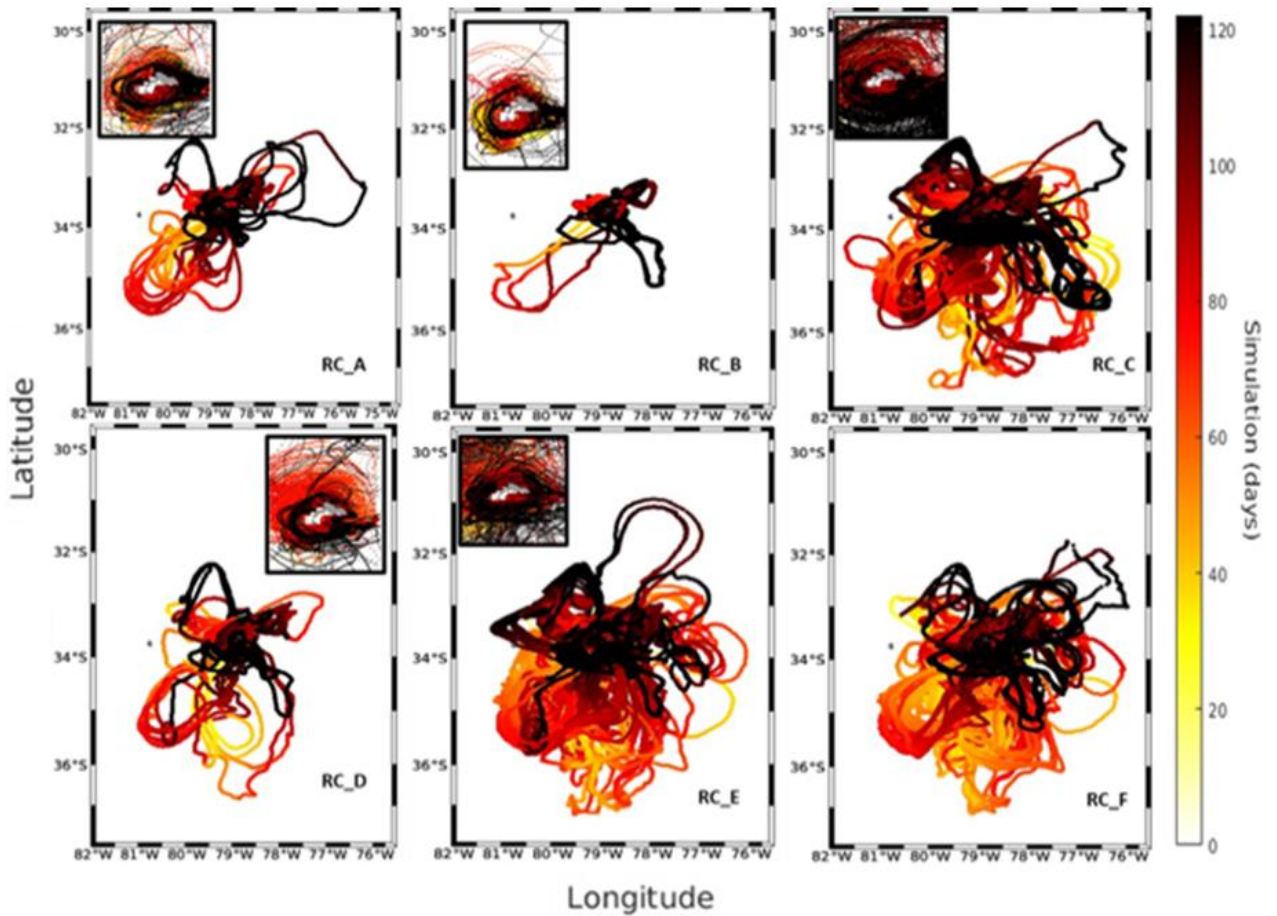 30°S
32°S
34°S
36°S
RC_A
82°W 81°W 80°W 79°W 78°W 77°W 76°W 75°W
30°S
32°S
34°S
36°S
RC_B
82°W 81°W 80°W 79°W 78°W 77°W 76°W
30°S
32°S
34°S
36°S
RC_C
82°W 81°W 80°W 79°W 78°W 77°W 76°W
30°S
32°S
34°S
36°S
RC_D
82°W 81°W 80°W 79°W 78°W 77°W 76°W
30°S
32°S
34°S
36°S
RC_E
82°W 81°W 80°W 79°W 78°W 77°W 76°W
30°S
32°S
34°S
36°S
RC_F
82°W 81°W 80°W 79°W 78°W 77°W 76°W
120
100
80
60
40
20
0
Simulation (days)
Latitude
Longitude